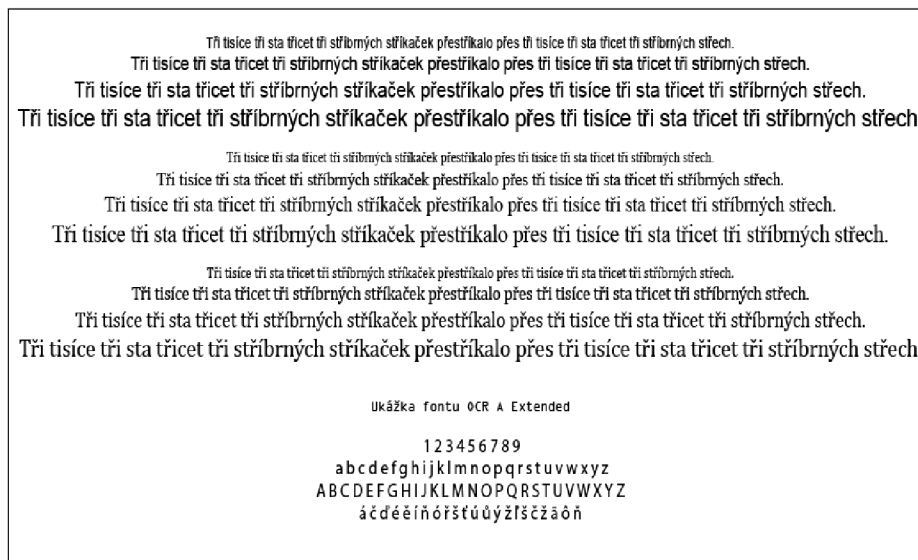 Tři tisíce tři sta třicet tři stříbrných stříkaček přestříkalo přes tři tisíce tři sta třicet tři stříbrných střech.
Tři tisíce tři sta třicet tři stříbrných stříkaček přestříkalo přes tři tisíce tři sta třicet tři stříbrných střech.
Tři tisíce tři sta třicet tři stříbrných stříkaček přestříkalo přes tři tisíce tři sta třicet tři stříbrných střech.
Tři tisíce tři sta třicet tři stříbrných stříkaček přestříkalo přes tři tisíce tři sta třicet tři stříbrných střech
Tři tisíce tři sta třicet tři stříbrných stříkaček přestříkalo přes tři tisíce tři sta třicet tři stříbrných střech.
Tři tisíce tři sta třicet tři stříbrných stříkaček přestříkalo přes tři tisíce tři sta třicet tři stříbrných střech.
Tři tisíce tři sta třicet tři stříbrných stříkaček přestříkalo přes tři tisíce tři sta třicet tři stříbrných střech.
Tři tisíce tři sta třicet tři stříbrných stříkaček přestříkalo přes tři tisíce tři sta třicet tři stříbrných střech.
Tři tisíce tři sta třicet tři stříbrných stříkaček přestříkalo přes tři tisíce tři sta třicet tři stříbrných střech.
Tři tisíce tři sta třicet tři stříbrných stříkaček přestříkalo přes tři tisíce tři sta třicet tři stříbrných střech.
Tři tisíce tři sta třicet tři stříbrných stříkaček přestříkalo přes tři tisíce tři sta třicet tři stříbrných střech.
Tři tisíce tři sta třicet tři stříbrných stříkaček přestříkalo přes tři tisíce tři sta třicet tři stříbrných střech
Ukážka fontu OCR A Extended
123456789
abcdefghijklmnopqrstuvwxyz
ABCDEFGHIJKLMNOPQRSTUVWXYZ
áčďéěíňóřšťúůýžľščžäôň